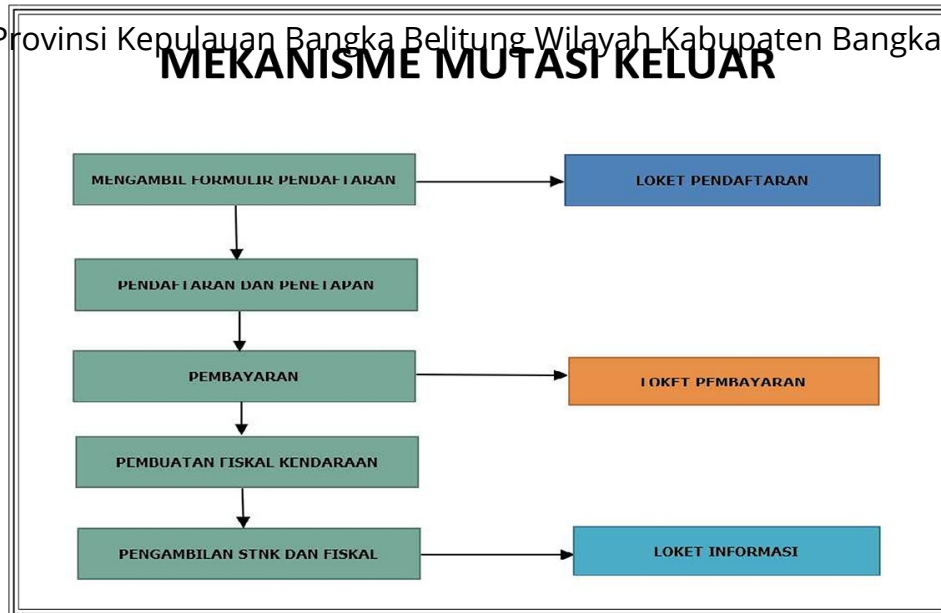 Provinsi Kepulauan Bangka Belitung Wilayah Kabupaten Bangka
MEKANISME MUTASI KELUAR
MENGAMBIL FORMULIR PENDAFTARAN
LOKET PENDAFTARAN
PENDAFTARAN DAN PENETAPAN
PEMBAYARAN
LOKET PEMBAYARAN
PEMBUATAN FISKAL KENDARAAN
PENGAMBILAN STNK DAN FISKAL
LOKET INFORMASI